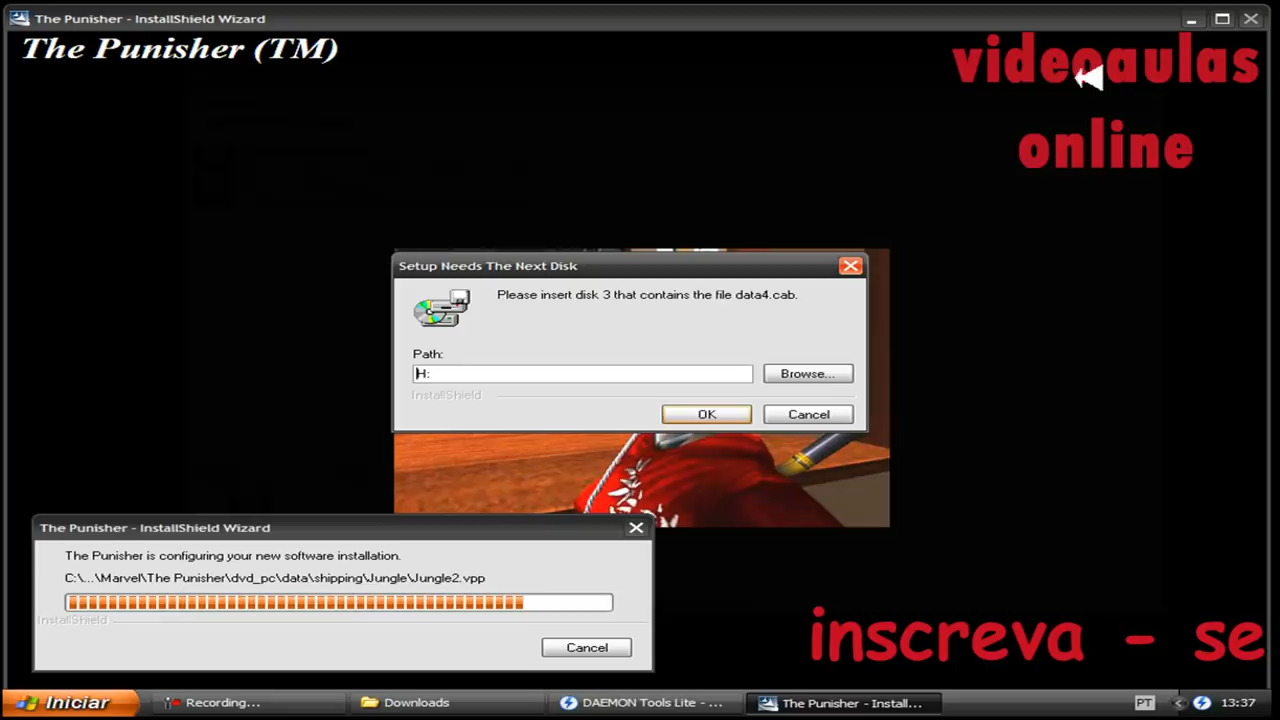 The Punisher - InstallShield Wizard
The Punisher (TM)
videoaulas
online
Setup Needs The Next Disk
Please insert disk 3 that contains the file data4.cab.
Path:
H:
Browse...
InstallShield
OK
Cancel
The Punisher - InstallShield Wizard
The Punisher is configuring your new software installation.
C:\...\Marvel\The Punisher\dvd_pc\data\shipping\Jungle\Jungle2.vpp
InstallShield
Cancel
inscreva - se
Iniciar
Recording...
Downloads
DAEMON Tools Lite - ...
The Punisher - Install...
PT
13:37